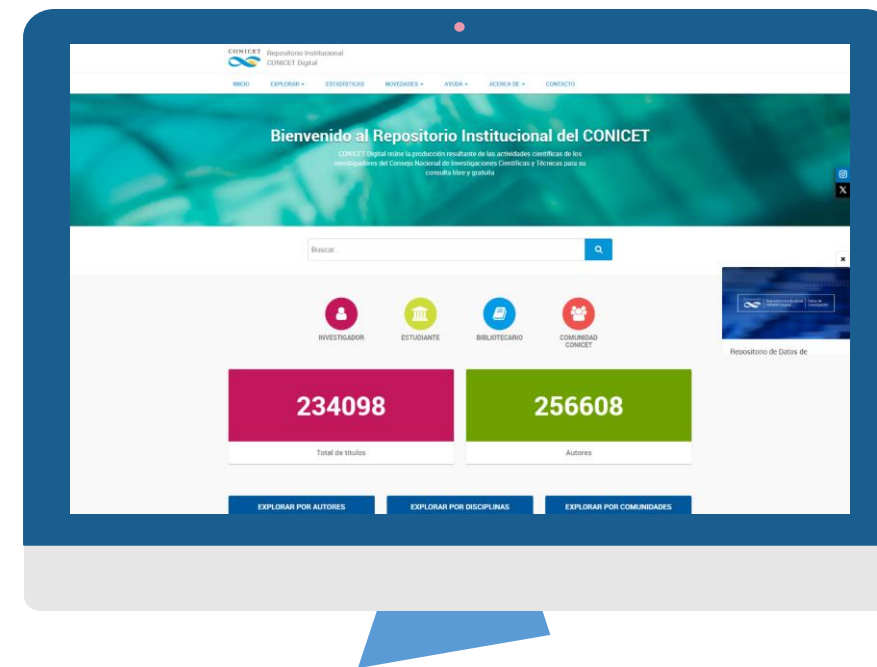 CONICET
Repositorio Institucional
CONICET Digital
INICIO EXPLORAR ESTADÍSTICAS NOVEDADES AYUDA ACERCA DE CONTACTO
Bienvenido al Repositorio Institucional del CONICET
CONICET Digital reúne la producción resultante de las actividades científicas de los
investigadores del Consejo Nacional de Investigaciones Científicas y Técnicas para su
consulta libre y gratuita
Buscar...
INVESTIGADOR
ESTUDIANTE
BIBLIOTECARIO
COMUNIDAD
CONICET
Repositorio de Datos de
234098
Total de títulos
256608
Autores
EXPLORAR POR AUTORES
EXPLORAR POR DISCIPLINAS
EXPLORAR POR COMUNIDADES